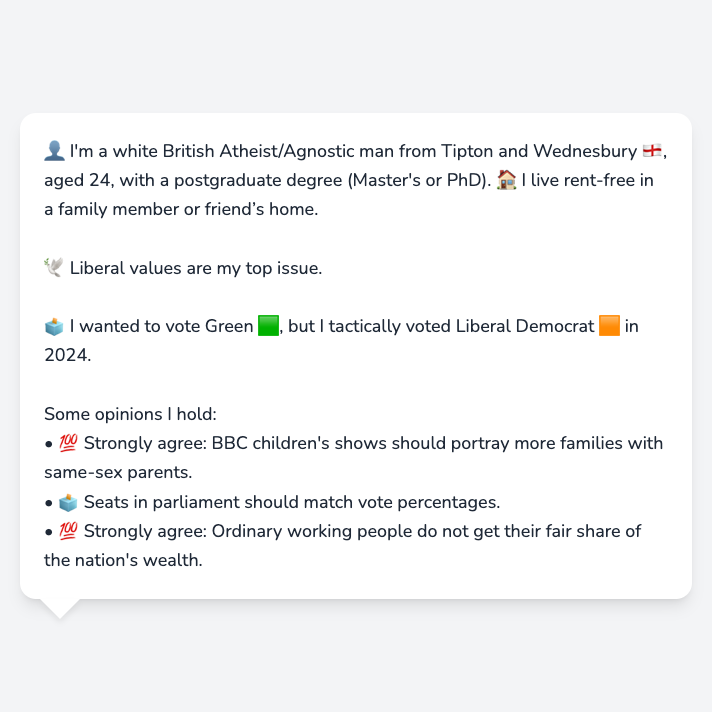 👤 I'm a white British Atheist/Agnostic man from Tipton and Wednesbury 🏴󠁧󠁢󠁥󠁮󠁧󠁿,
aged 24, with a postgraduate degree (Master's or PhD). 🏠 I live rent-free in
a family member or friend’s home.
🕊️ Liberal values are my top issue.
🗳️ I wanted to vote Green 🟩, but I tactically voted Liberal Democrat 🟧 in
2024.
Some opinions I hold:
• 💯 Strongly agree: BBC children's shows should portray more families with
same-sex parents.
• 🗳️ Seats in parliament should match vote percentages.
• 💯 Strongly agree: Ordinary working people do not get their fair share of
the nation's wealth.